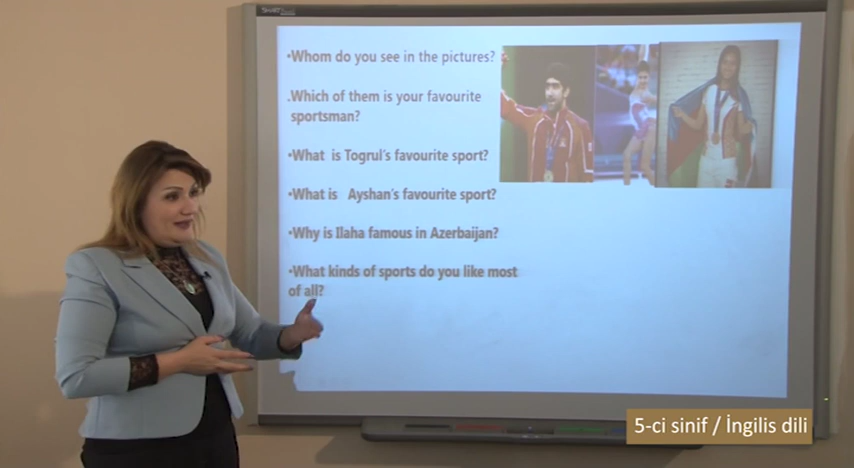 SMART
•Whom do you see in the pictures?
.Which of them is your favourite
sportsman?
•What is Togrul's favourite sport?
•What is Ayshan's favourite sport?
•Why is Ilaha famous in Azerbaijan?
•What kinds of sports do you like most
of all?
5-ci sinif / İngilis dili